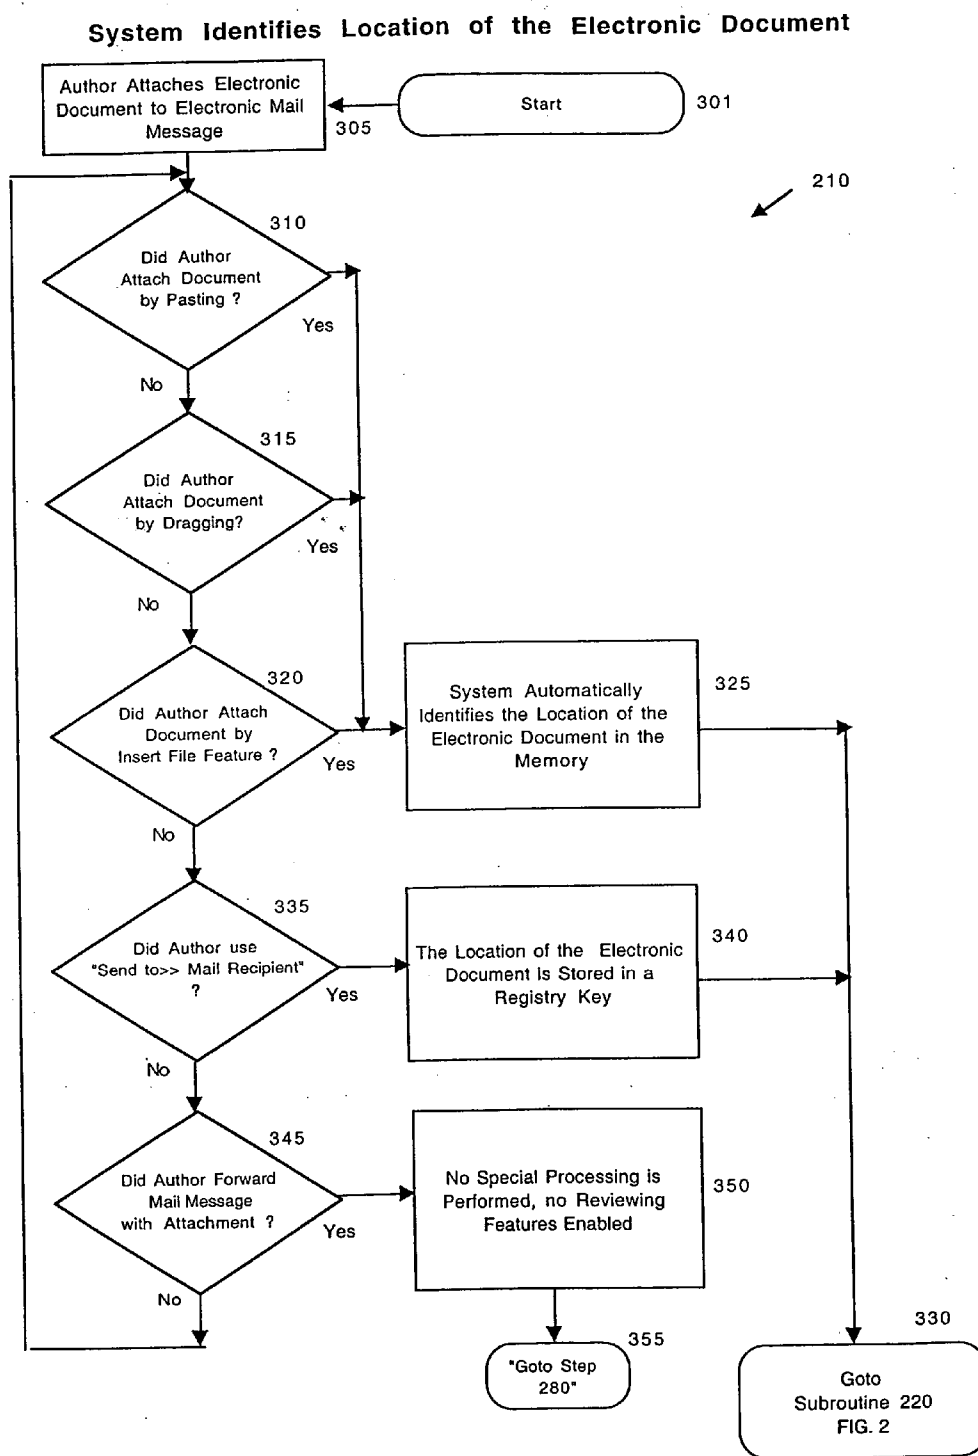 System Identifies Location of the Electronic Document
Author Attaches Electronic
Document to Electronic Mail
Message
305
Start
301
210
310
Did Author
Attach Document
by Pasting ?
Yes
No
315
Did Author
Attach Document
by Dragging?
Yes
No
320
Did Author Attach
Document by
Insert File Feature ?
Yes
No
System Automatically
Identifies the Location of the
Electronic Document in the
Memory
325
335
Did Author use
"Send to>> Mail Recipient"
?
Yes
No
The Location of the Electronic
Document is Stored in a
Registry Key
340
345
Did Author Forward
Mail Message
with Attachment ?
Yes
No
No Special Processing is
Performed, no Reviewing
Features Enabled
350
355
"Goto Step
280"
330
Goto
Subroutine 220
FIG. 2